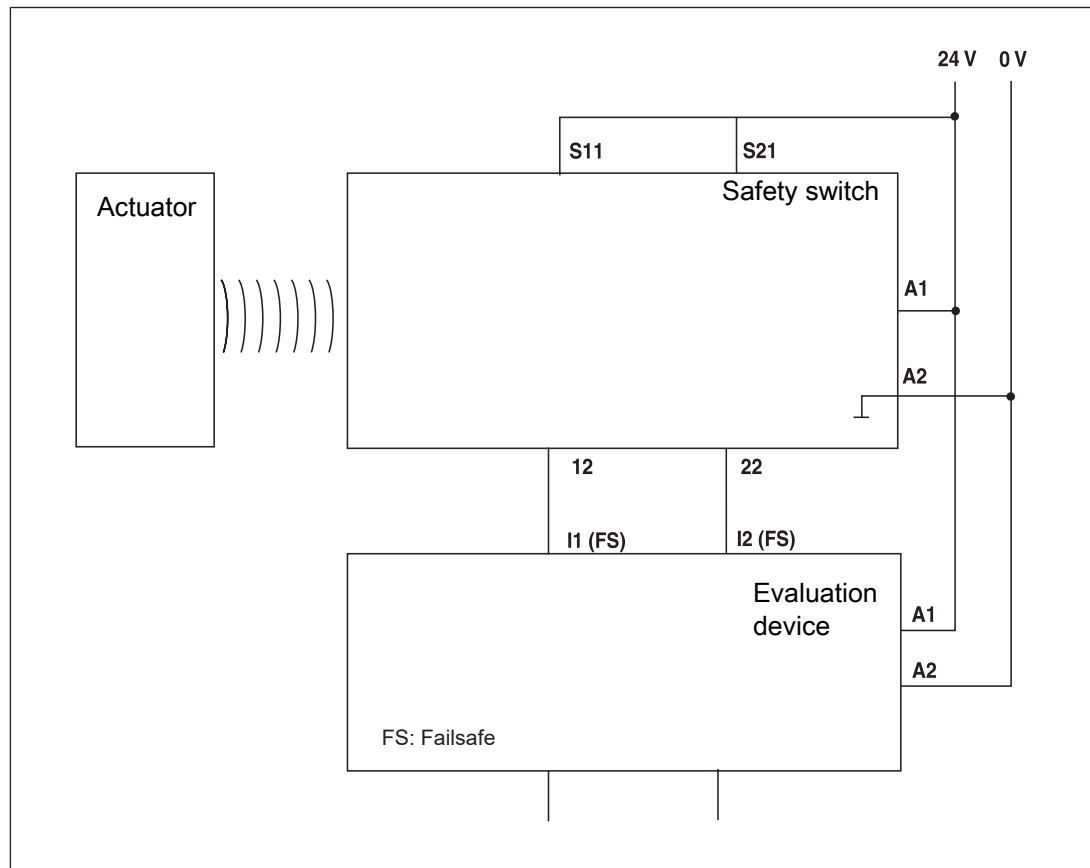 24 V 0 V
S11 S21
Actuator
Safety switch
A1
A2
12 22
I1 (FS) I2 (FS)
Evaluation
device
A1
A2
FS: Failsafe